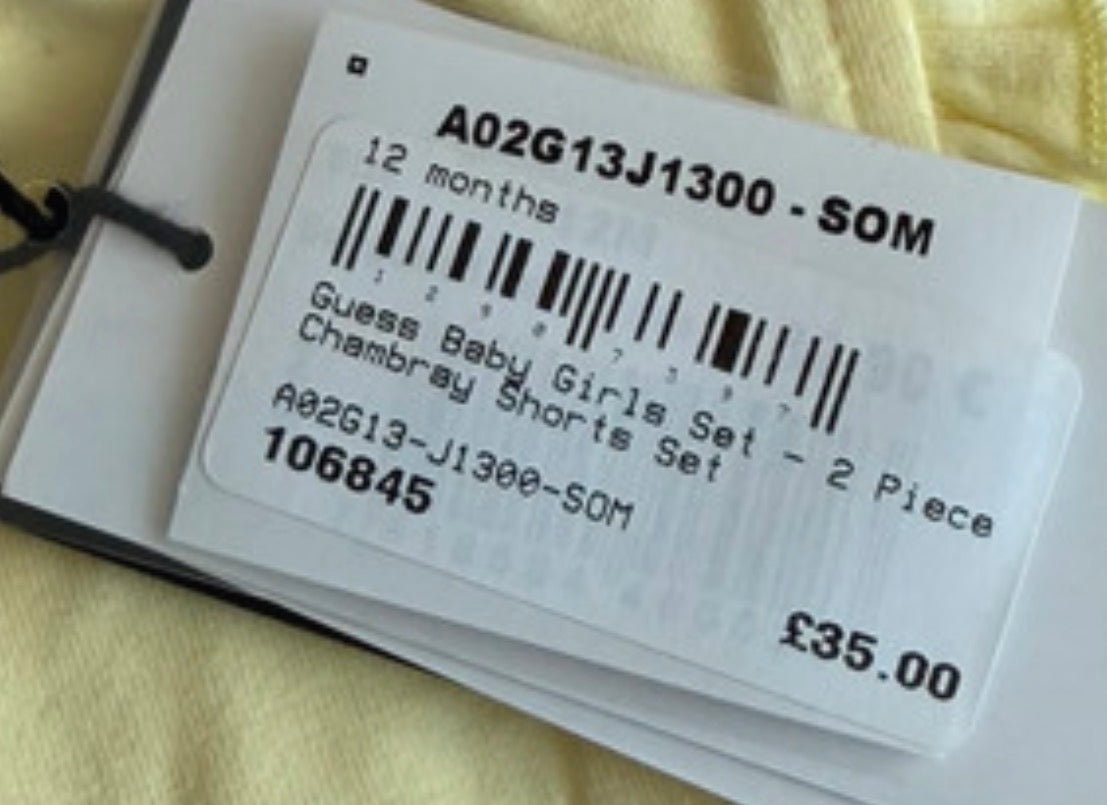 A02G13J1300 - SOM
12 months
Guess Baby Girls Set - 2 Piece
Chambray Shorts Set
A02G13-J1300-SOM
106845
£35.00